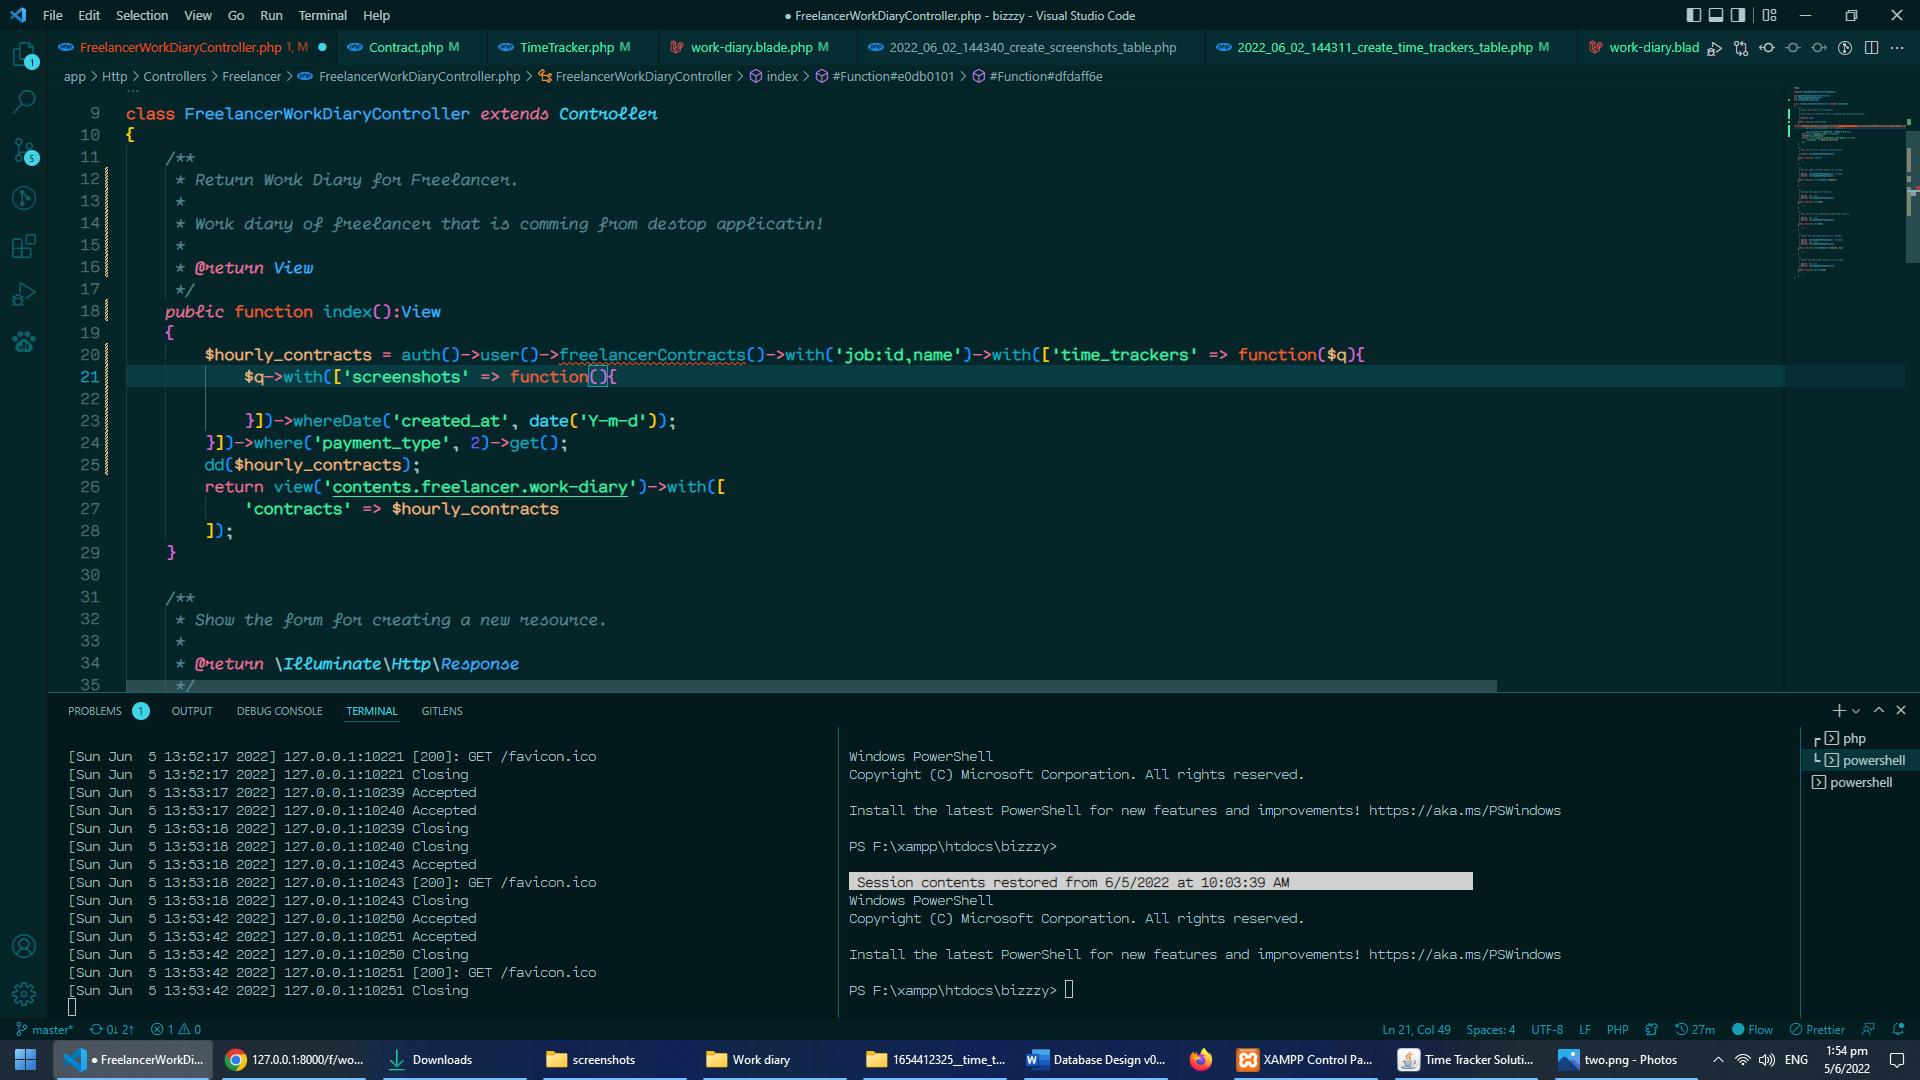 File Edit Selection View Go Run Terminal Help
● FreelancerWorkDiaryController.php - bizzzy - Visual Studio Code
FreelancerWorkDiaryController.php 1, M ●
Contract.php M
TimeTracker.php M
work-diary.blade.php M
2022_06_02_144340_create_screenshots_table.php
2022_06_02_144311_create_time_trackers_table.php M
work-diary.blad
app > Http > Controllers > Freelancer > FreelancerWorkDiaryController.php > FreelancerWorkDiaryController > index > #Function#e0db0101 > #Function#dfdaff6e
9 class FreelancerWorkDiaryController extends Controller
10 {
11 /**
12 * Return Work Diary for Freelancer.
13 *
14 * Work diary of freelancer that is comming from destop applicatin!
15 *
16 * @return View
17 */
18 public function index():View
19 {
20 $hourly_contracts = auth()->user()->freelancerContracts()->with('job:id,name')->with(['time_trackers' => function($q){
21 $q->with(['screenshots' => function(){
22
23 }])->whereDate('created_at', date('Y-m-d'));
24 }])->where('payment_type', 2)->get();
25 dd($hourly_contracts);
26 return view('contents.freelancer.work-diary')->with([
27 'contracts' => $hourly_contracts
28 ]);
29 }
30
31 /**
32 * Show the form for creating a new resource.
33 *
34 * @return \Illuminate\Http\Response
35 */
PROBLEMS 1 OUTPUT DEBUG CONSOLE TERMINAL GITLENS
[Sun Jun 5 13:52:17 2022] 127.0.0.1:10221 [200]: GET /favicon.ico
[Sun Jun 5 13:52:17 2022] 127.0.0.1:10221 Closing
[Sun Jun 5 13:53:17 2022] 127.0.0.1:10239 Accepted
[Sun Jun 5 13:53:17 2022] 127.0.0.1:10240 Accepted
[Sun Jun 5 13:53:18 2022] 127.0.0.1:10239 Closing
[Sun Jun 5 13:53:18 2022] 127.0.0.1:10240 Closing
[Sun Jun 5 13:53:18 2022] 127.0.0.1:10243 Accepted
[Sun Jun 5 13:53:18 2022] 127.0.0.1:10243 [200]: GET /favicon.ico
[Sun Jun 5 13:53:18 2022] 127.0.0.1:10243 Closing
[Sun Jun 5 13:53:42 2022] 127.0.0.1:10250 Accepted
[Sun Jun 5 13:53:42 2022] 127.0.0.1:10251 Accepted
[Sun Jun 5 13:53:42 2022] 127.0.0.1:10250 Closing
[Sun Jun 5 13:53:42 2022] 127.0.0.1:10251 [200]: GET /favicon.ico
[Sun Jun 5 13:53:42 2022] 127.0.0.1:10251 Closing
Windows PowerShell
Copyright (C) Microsoft Corporation. All rights reserved.
Install the latest PowerShell for new features and improvements! https://aka.ms/PSWindows
PS F:\xampp\htdocs\bizzzy>
Session contents restored from 6/5/2022 at 10:03:39 AM
Windows PowerShell
Copyright (C) Microsoft Corporation. All rights reserved.
Install the latest PowerShell for new features and improvements! https://aka.ms/PSWindows
PS F:\xampp\htdocs\bizzzy>
php
powershell
powershell
master* 0↓ 2↑ 1 0
Ln 21, Col 49 Spaces: 4 UTF-8 LF PHP 27m Flow Prettier
● FreelancerWorkDi...
127.0.0.1:8000/f/wo...
Downloads
screenshots
Work diary
1654412325__time_t...
Database Design v0...
XAMPP Control Pa...
Time Tracker Soluti...
two.png - Photos
ENG
1:54 pm
5/6/2022